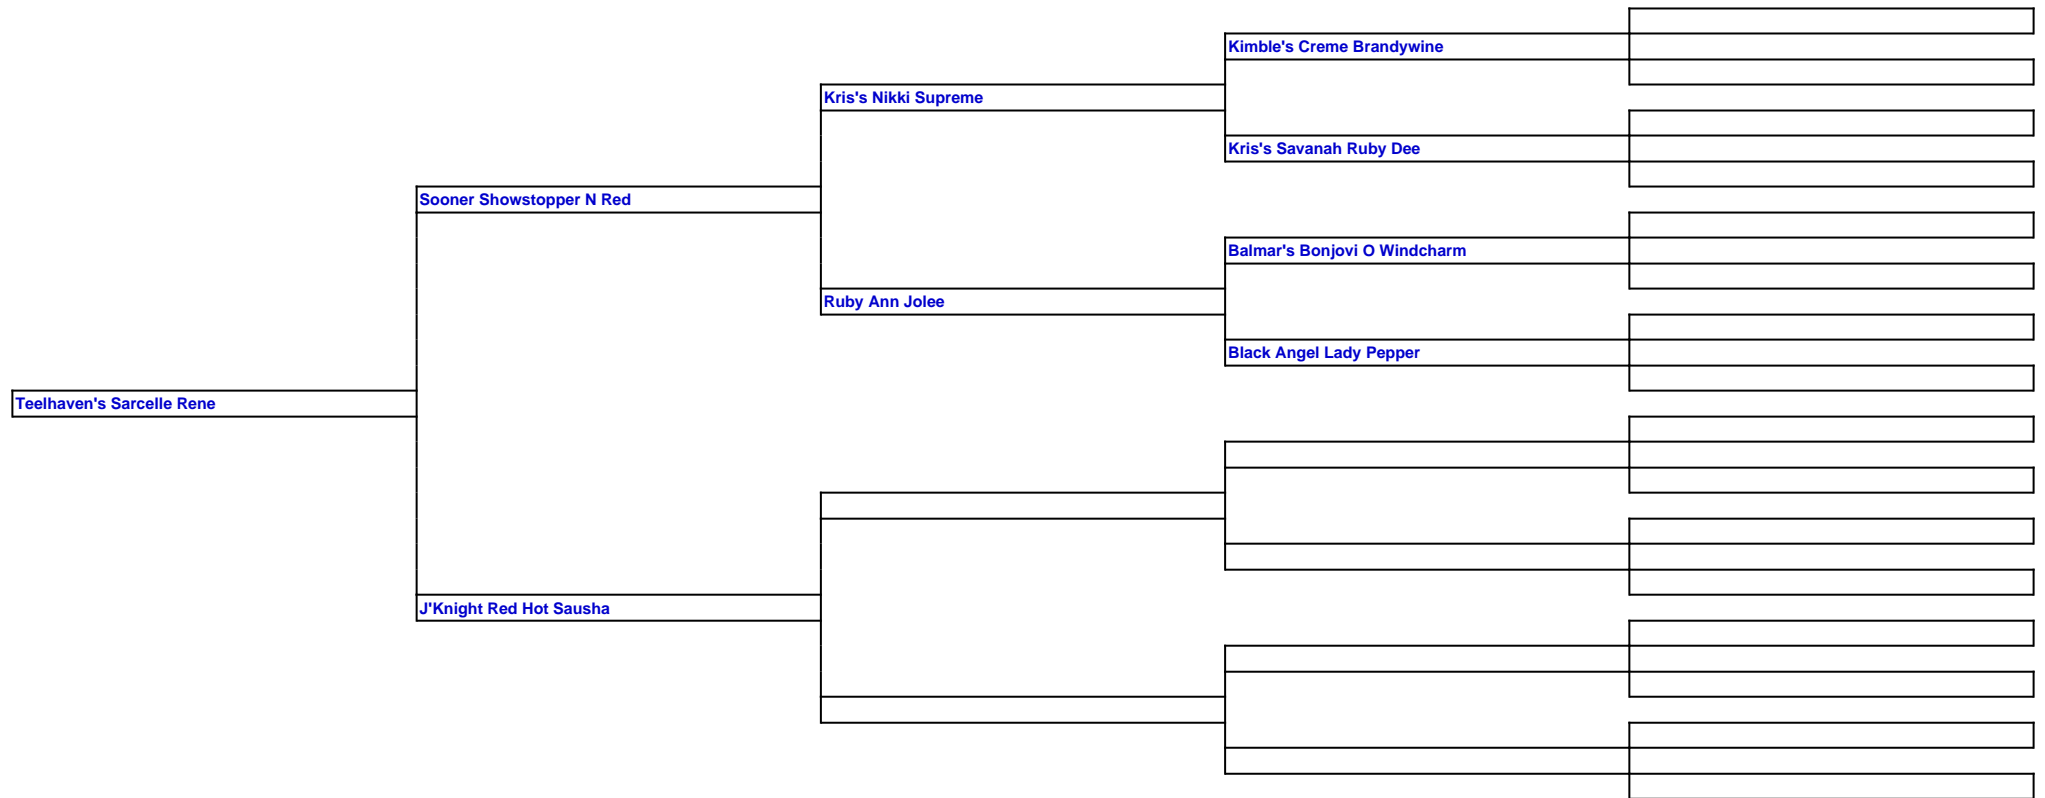 Kimble's Creme Brandywine
Kris's Nikki Supreme
Kris's Savanah Ruby Dee
Sooner Showstopper N Red
Balmar's Bonjovi O Windcharm
Ruby Ann Jolee
Black Angel Lady Pepper
Teelhaven's Sarcelle Rene
J'Knight Red Hot Sausha